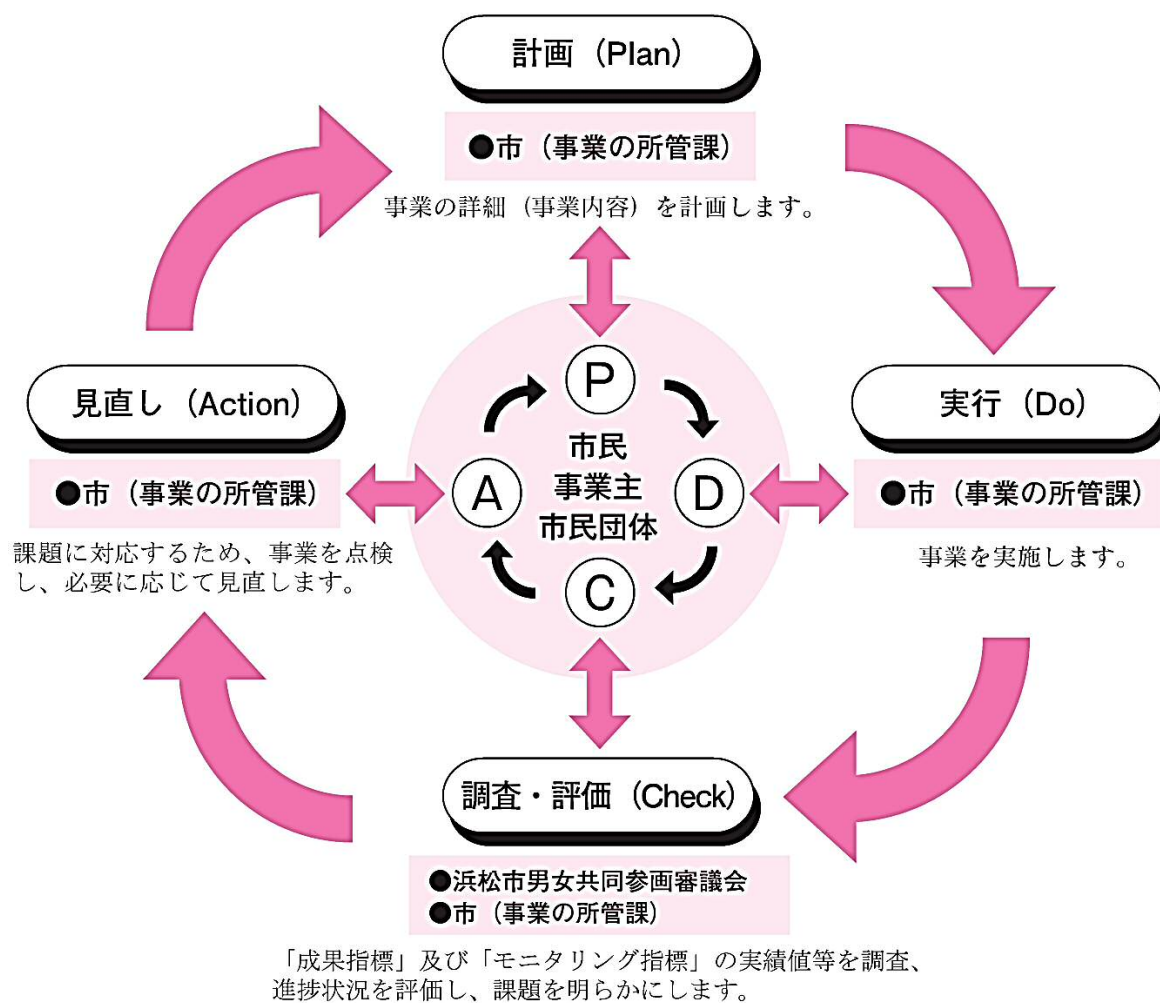 計画（Plan）
●市（事業の所管課）
事業の詳細（事業内容）を計画します。
見直し（Action）
●市（事業の所管課）
課題に対応するため、事業を点検
し、必要に応じて見直します。
P
A
市民
事業主
市民団体
D
C
実行（Do）
●市（事業の所管課）
事業を実施します。
調査・評価（Check）
●浜松市男女共同参画審議会
●市（事業の所管課）
「成果指標」及び「モニタリング指標」の実績値等を調査、
進捗状況を評価し、課題を明らかにします。